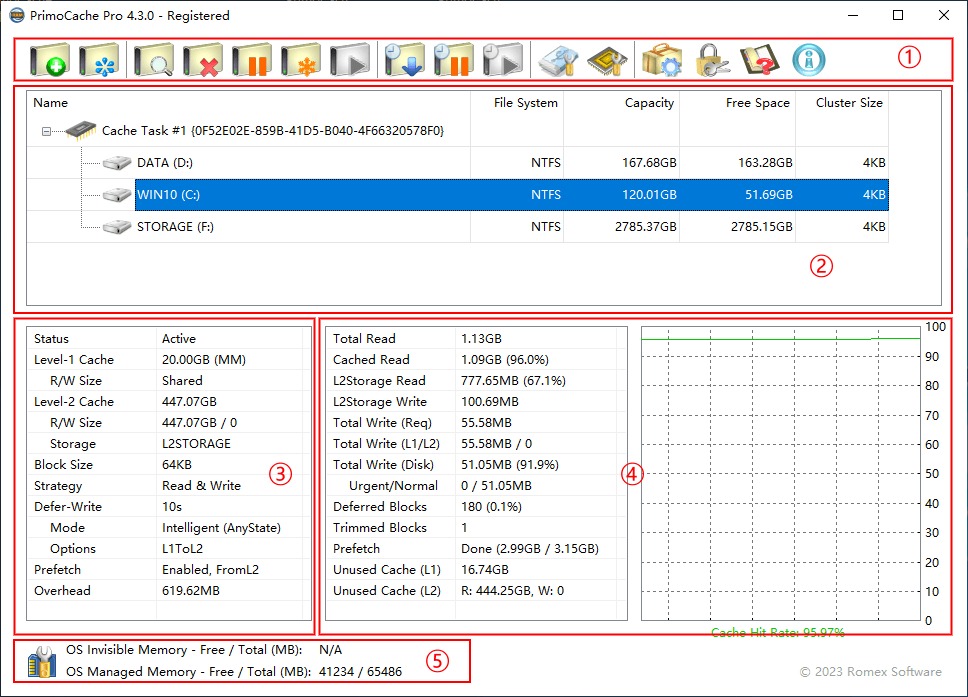 PrimoCache Pro 4.3.0 - Registered
①
Name File System Capacity Free Space Cluster Size
Cache Task #1 {0F52E02E-859B-41D5-B040-4F66320578F0}
DATA (D:) NTFS 167.68GB 163.28GB 4KB
WIN10 (C:) NTFS 120.01GB 51.69GB 4KB
STORAGE (F:) NTFS 2785.37GB 2785.15GB 4KB
②
Status Active
Level-1 Cache 20.00GB (MM)
R/W Size Shared
Level-2 Cache 447.07GB
R/W Size 447.07GB / 0
Storage L2STORAGE
Block Size 64KB
Strategy Read & Write
Defer-Write 10s
Mode Intelligent (AnyState)
Options L1ToL2
Prefetch Enabled, FromL2
Overhead 619.62MB
③
Total Read 1.13GB
Cached Read 1.09GB (96.0%)
L2Storage Read 777.65MB (67.1%)
L2Storage Write 100.69MB
Total Write (Req) 55.58MB
Total Write (L1/L2) 55.58MB / 0
Total Write (Disk) 51.05MB (91.9%)
Urgent/Normal 0 / 51.05MB
Deferred Blocks 180 (0.1%)
Trimmed Blocks 1
Prefetch Done (2.99GB / 3.15GB)
Unused Cache (L1) 16.74GB
Unused Cache (L2) R: 444.25GB, W: 0
④
100
90
80
70
60
50
40
30
20
10
0
Cache Hit Rate: 95.97%
OS Invisible Memory - Free / Total (MB): N/A
OS Managed Memory - Free / Total (MB): 41234 / 65486
⑤
© 2023 Romex Software